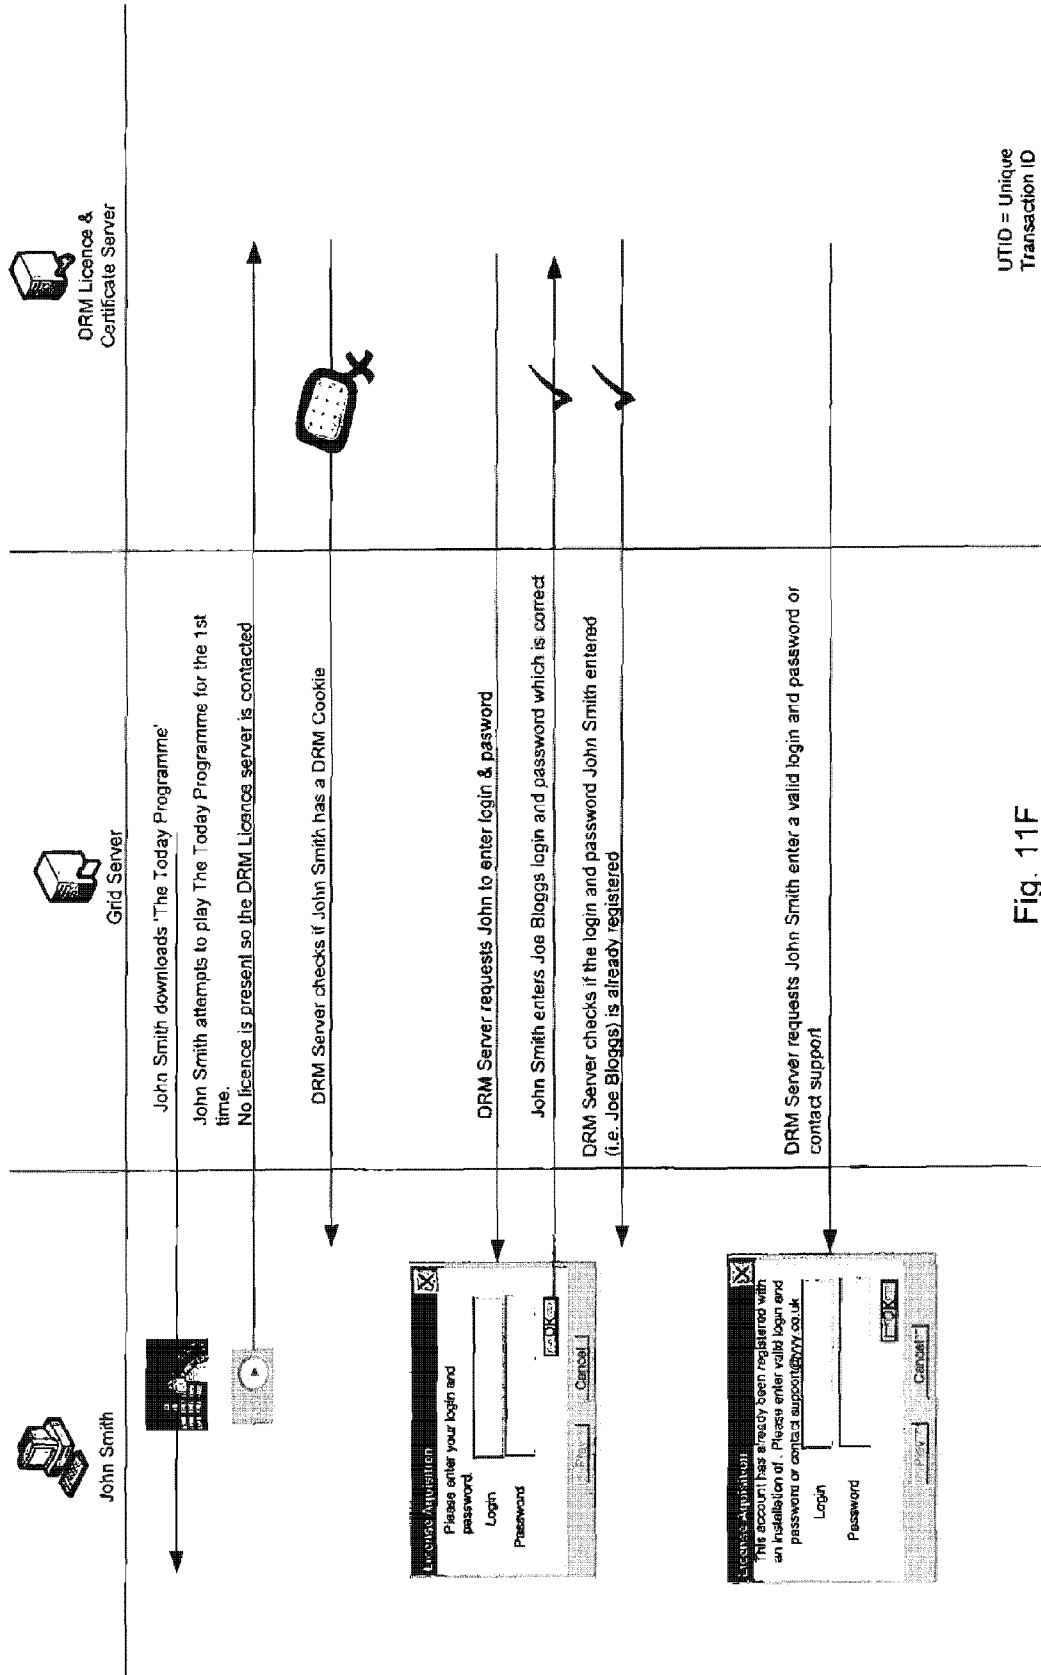 John Smith
Grid Server
DRM Licence &
Certificate Server
John Smith downloads 'The Today Programme'
John Smith attempts to play The Today Programme for the 1st
time.
No licence is present so the DRM Licence server is contacted
DRM Server checks if John Smith has a DRM Cookie
DRM Server requests John to enter login & pasword
License Aquisition
Please enter your login and
password.
Login
Password
OK
Play
Cancel
John Smith enters Joe Bloggs login and password which is correct
DRM Server checks if the login and password John Smith entered
(i.e. Joe Bloggs) is already registered
DRM Server requests John Smith enter a valid login and password or
contact support
License Aquisition
This account has already been registered with
an installation of . Please enter valid login and
password or contact support@yyy.co.uk
Login
Password
OK
Play
Cancel
UTID = Unique
Transaction ID
Fig. 11F